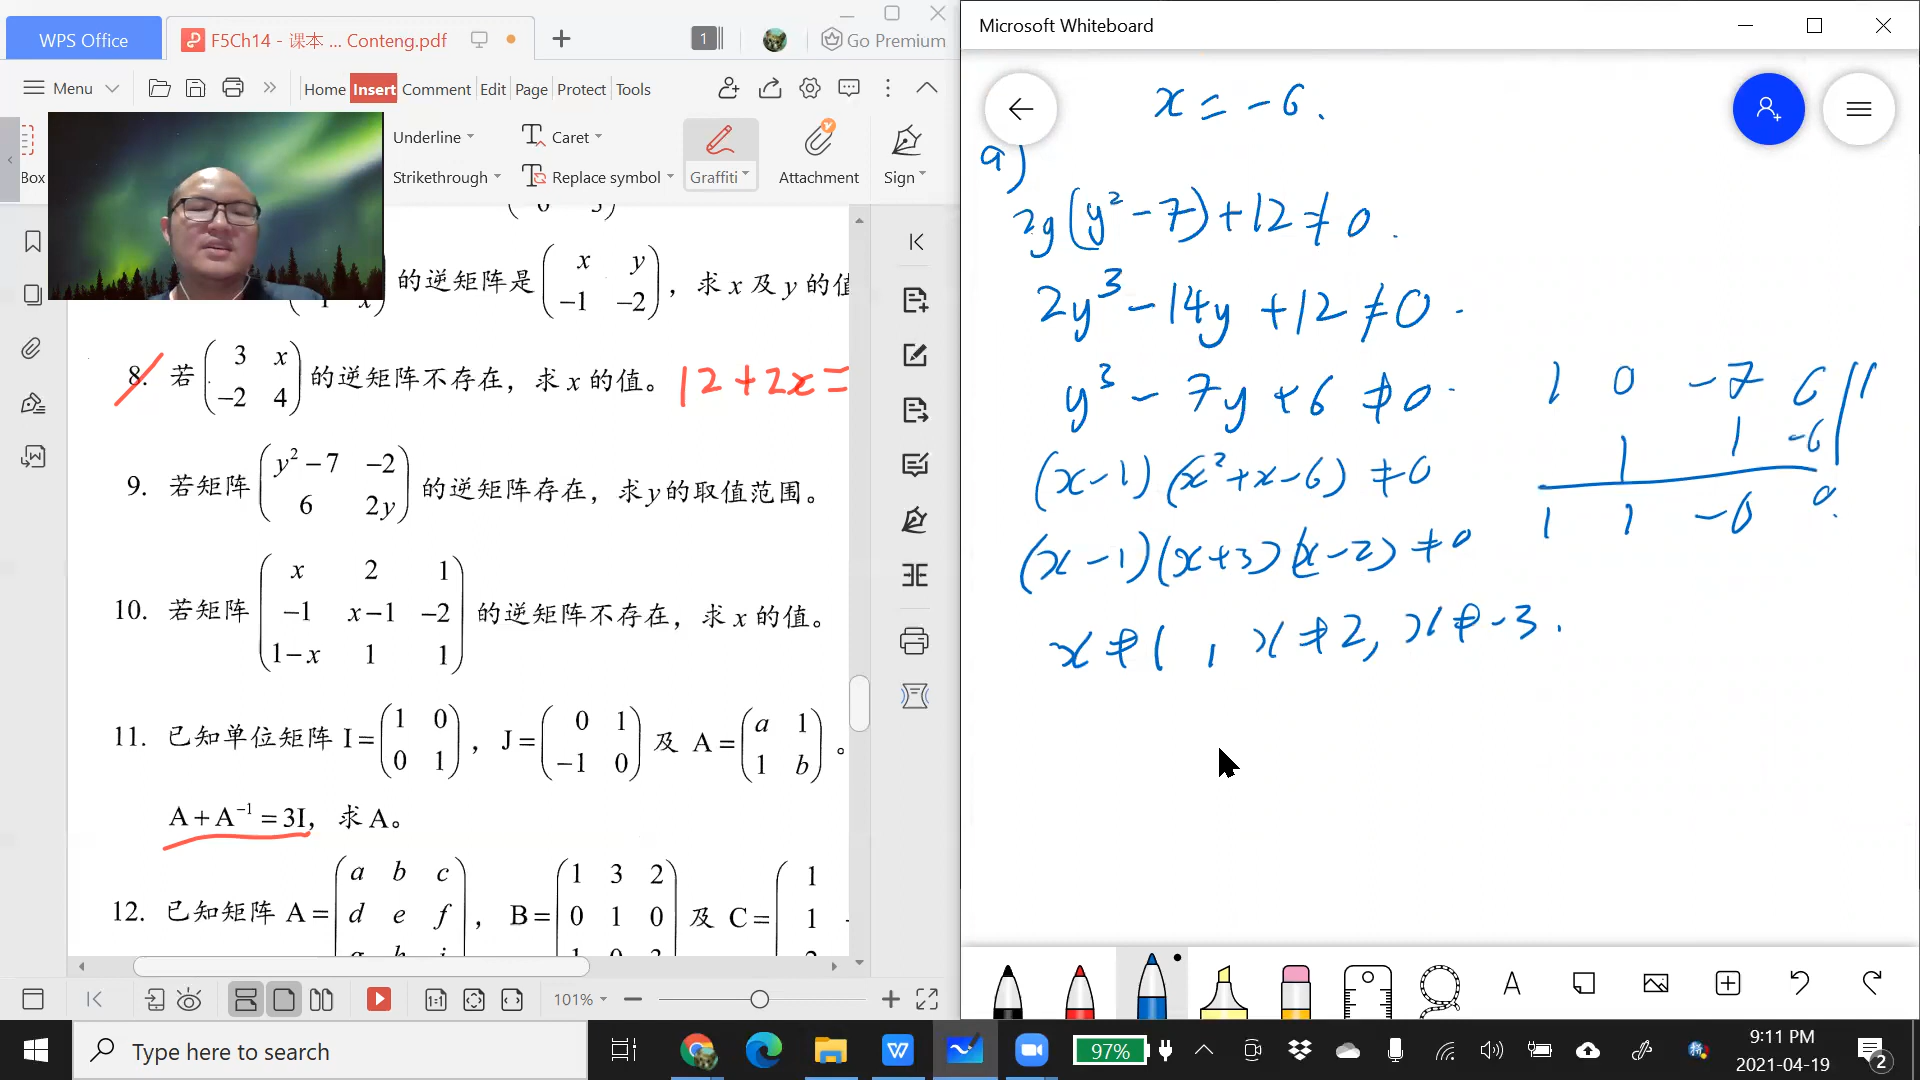 WPS Office
F5Ch14 - 课本 ... Conteng.pdf
1
Go Premium
Menu
Home Insert Comment Edit Page Protect Tools
Box
Underline
Caret
Strikethrough
Replace symbol
Graffiti
Attachment
Sign
的逆矩阵是 ( x y
-1 -2 ) ，求 x 及 y 的值
8. 若 ( 3 x
-2 4 ) 的逆矩阵不存在，求 x 的值。 12+2x=
9. 若矩阵 ( y²-7 -2
6 2y ) 的逆矩阵存在，求y的取值范围。
10. 若矩阵 ( x 2 1
-1 x-1 -2
1-x 1 1 ) 的逆矩阵不存在，求 x 的值。
11. 已知单位矩阵 I = ( 1 0
0 1 ) ，J = ( 0 1
-1 0 ) 及 A = ( a 1
1 b ) 。
A + A⁻¹ = 3I，求 A。
12. 已知矩阵 A = ( a b c
d e f
，B = ( 1 3 2
0 1 0
及 C = ( 1
1
101%
Microsoft Whiteboard
x = -6.
2y(y²-7)+12≠0.
2y³-14y+12≠0.
y³-7y+6≠0.
(x-1)(x²+x-6)≠0
(x-1)(x+3)(x-2)≠0
x≠1, x≠2, x≠-3.
1 0 -7 6 | 1
1 1 -6
1 1 -6 0.
A
Type here to search
97%
9:11 PM
2021-04-19
2